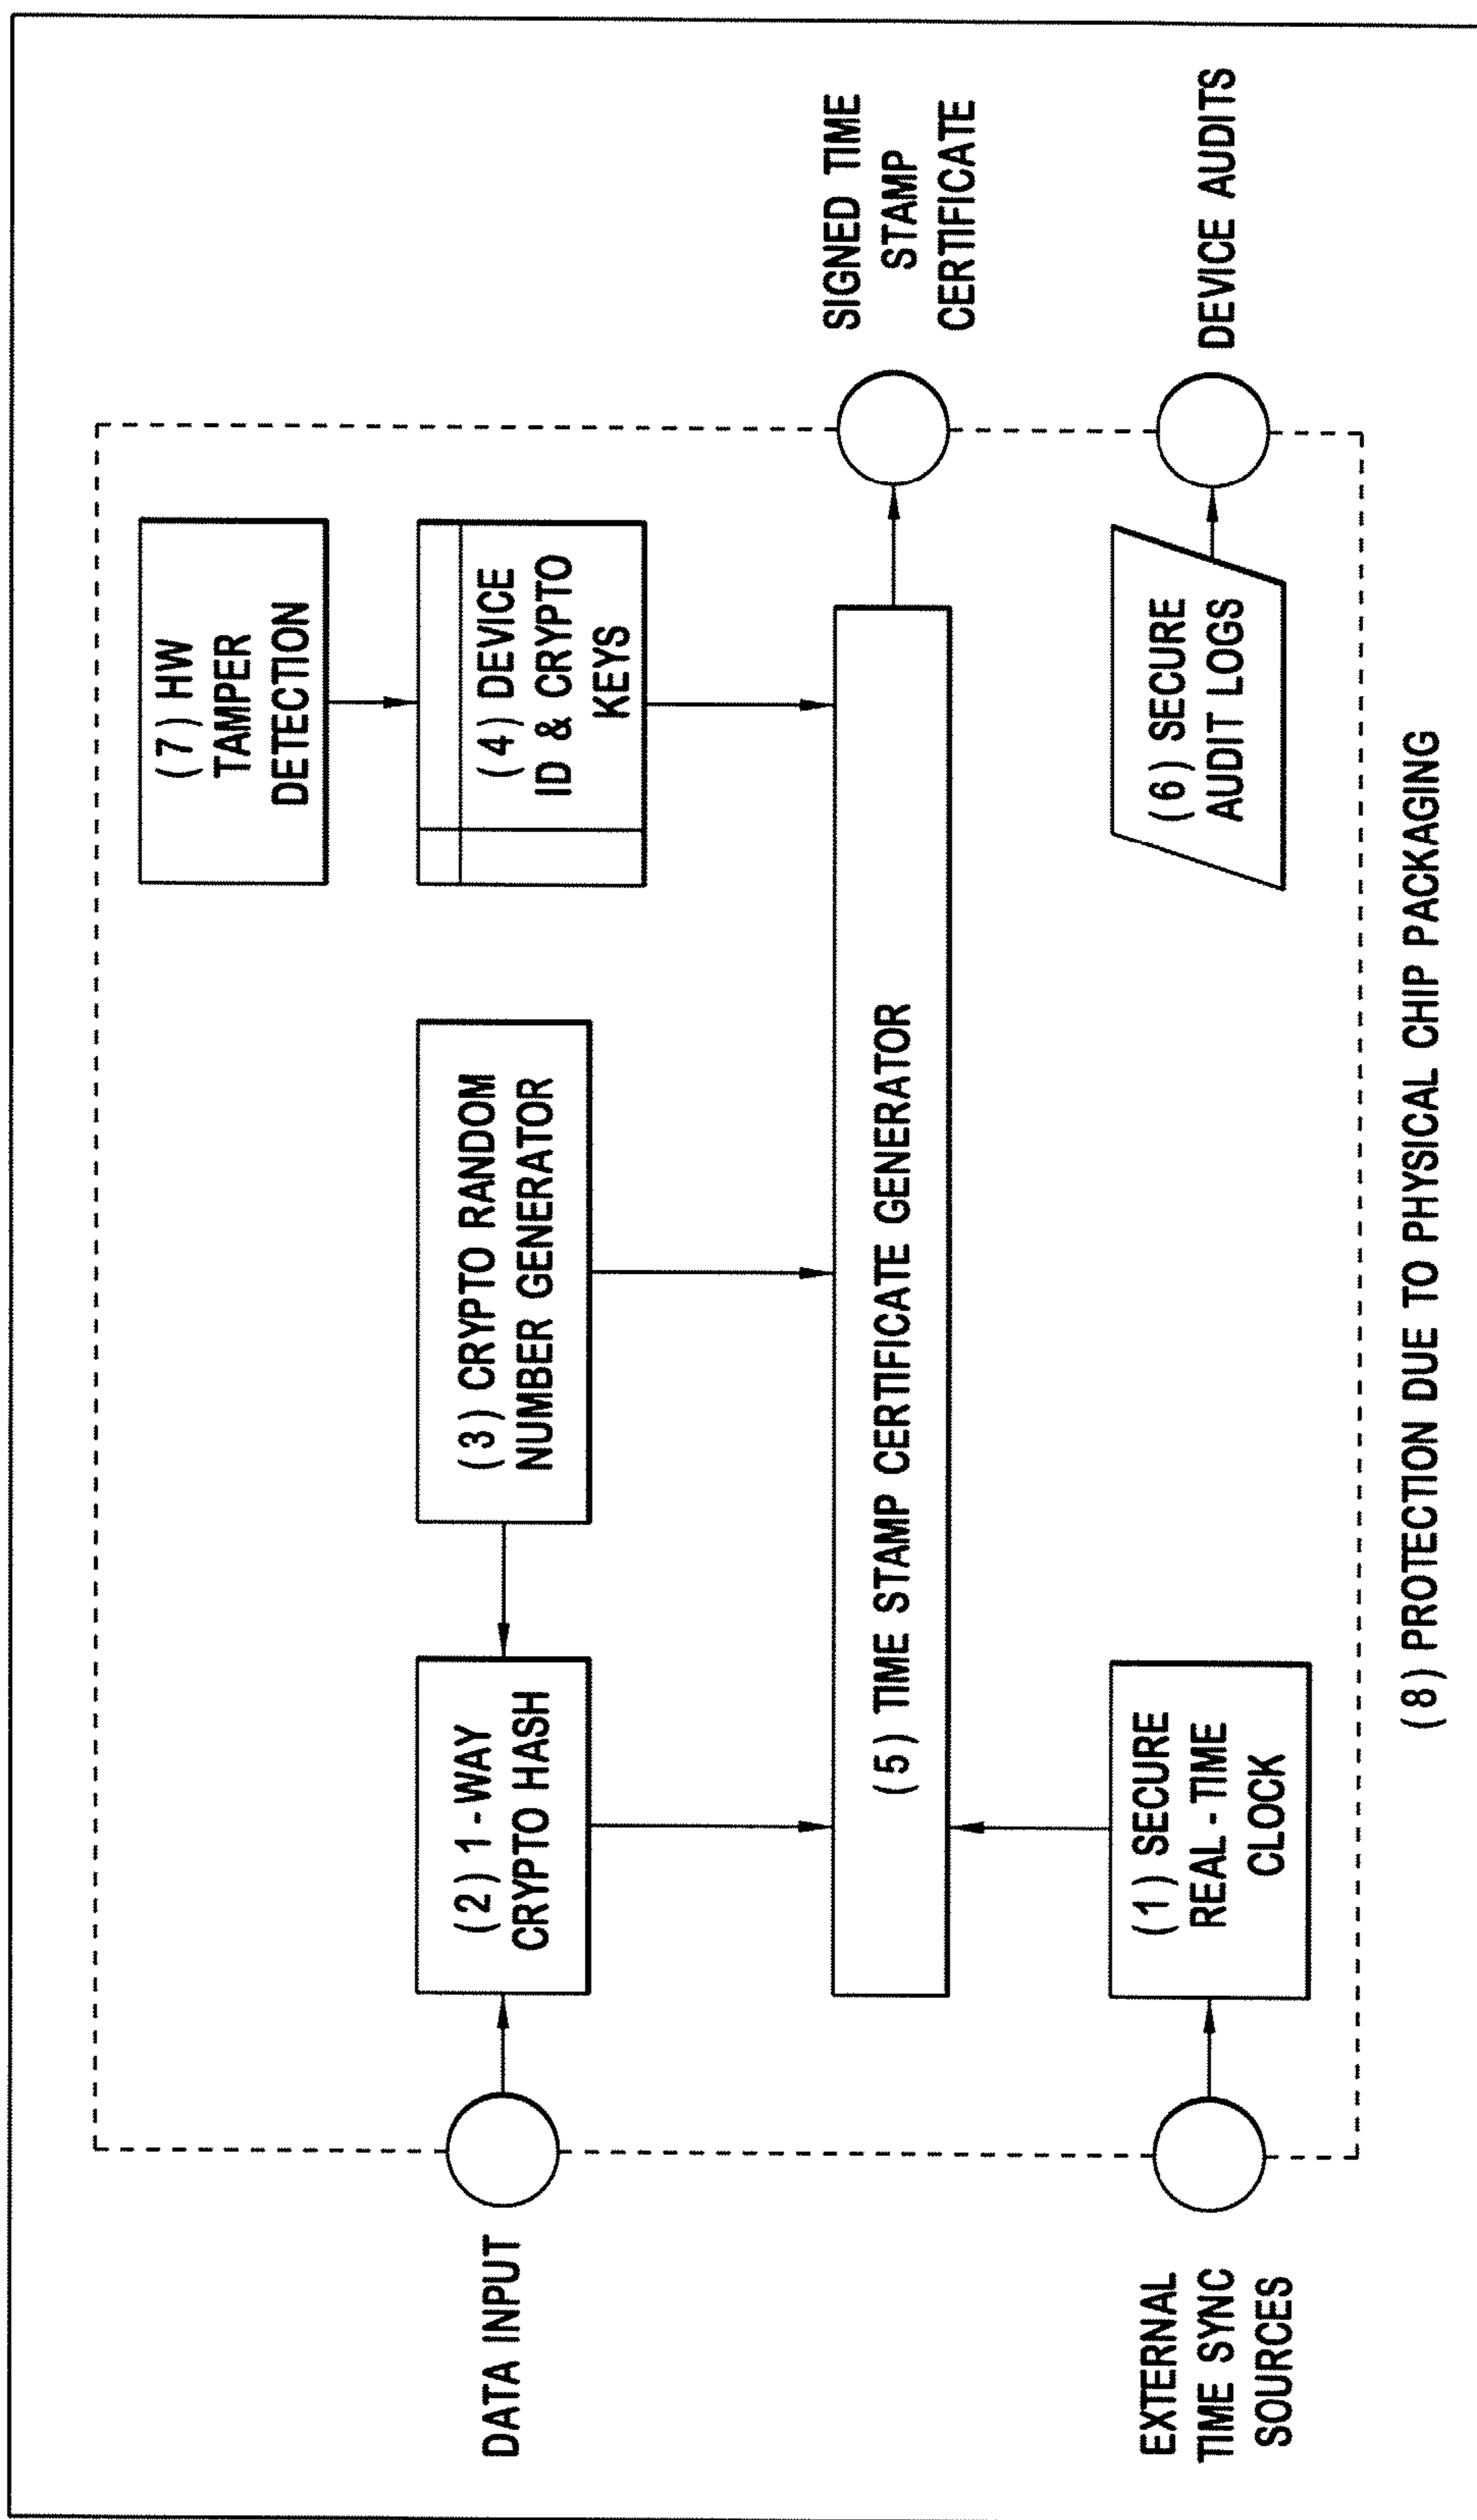 (7) HW
TAMPER
DETECTION
DATA INPUT
(2) 1-WAY
CRYPTO HASH
(3) CRYPTO RANDOM
NUMBER GENERATOR
(4) DEVICE
ID & CRYPTO
KEYS
(5) TIME STAMP CERTIFICATE GENERATOR
SIGNED TIME
STAMP
CERTIFICATE
EXTERNAL
TIME SYNC
SOURCES
(1) SECURE
REAL-TIME
CLOCK
(6) SECURE
AUDIT LOGS
DEVICE AUDITS
(8) PROTECTION DUE TO PHYSICAL CHIP PACKAGING